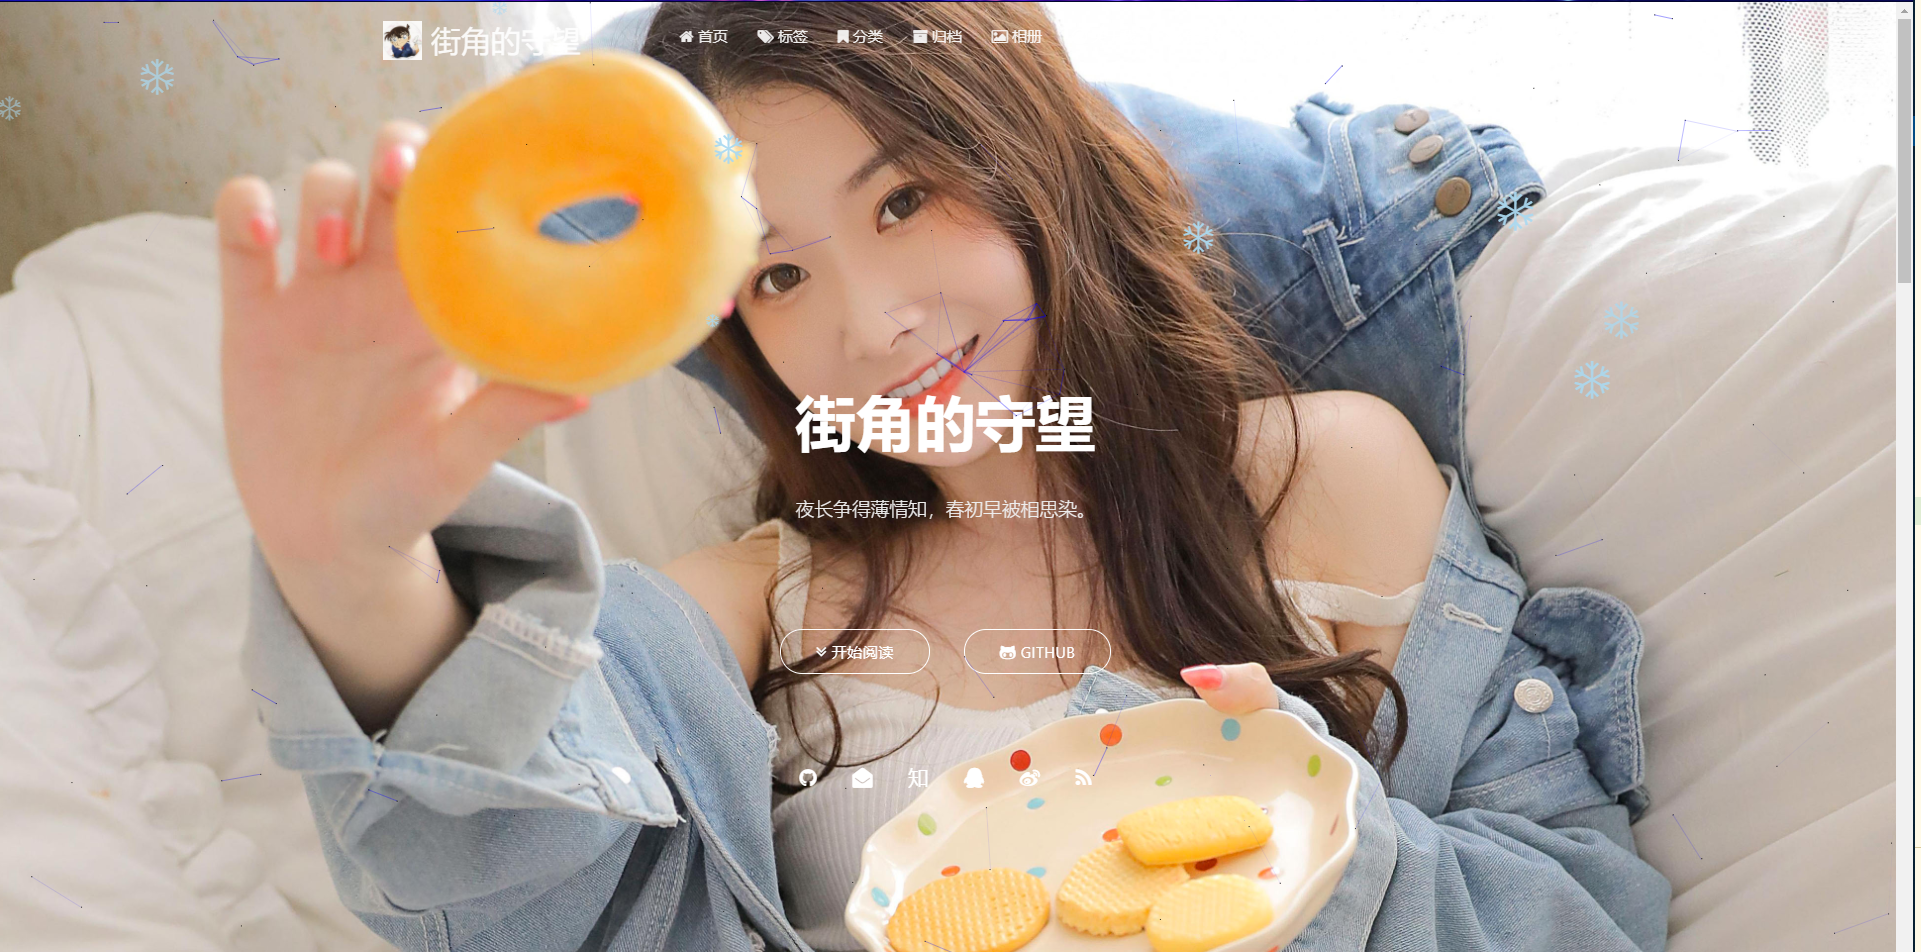 街角的守望
首页 标签 分类 归档 相册
街角的守望
夜长争得薄情知，春初早被相思染。
开始阅读 GITHUB
知